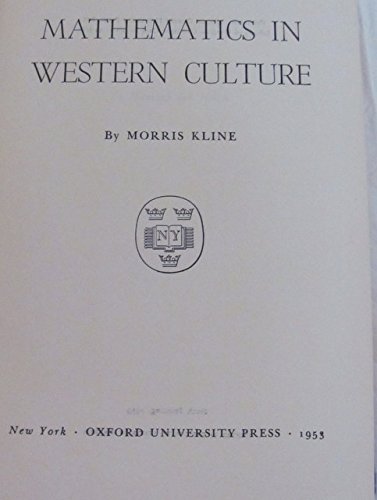 MATHEMATICS IN
WESTERN CULTURE
By MORRIS KLINE
NY
New York · OXFORD UNIVERSITY PRESS · 1953